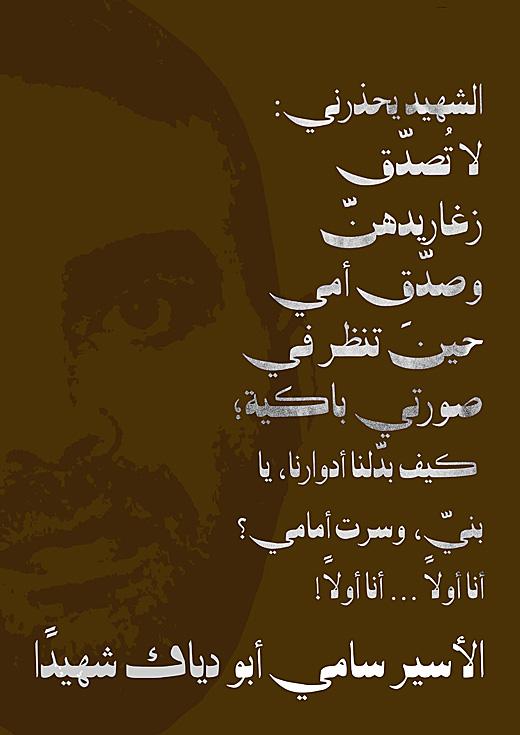 الشهيد يحذرني :
لا تُصدّق
زغاريدهنّ
وصدّق أمي
حينَ تنظر في
صورتي باكية؛
كيف بدّلنا أدوارنا، يا
بنيّ، وسرت أمامي؟
أنا أولاً ... أنا أولاً!
الأسير سامي أبو دياك شهيدًا